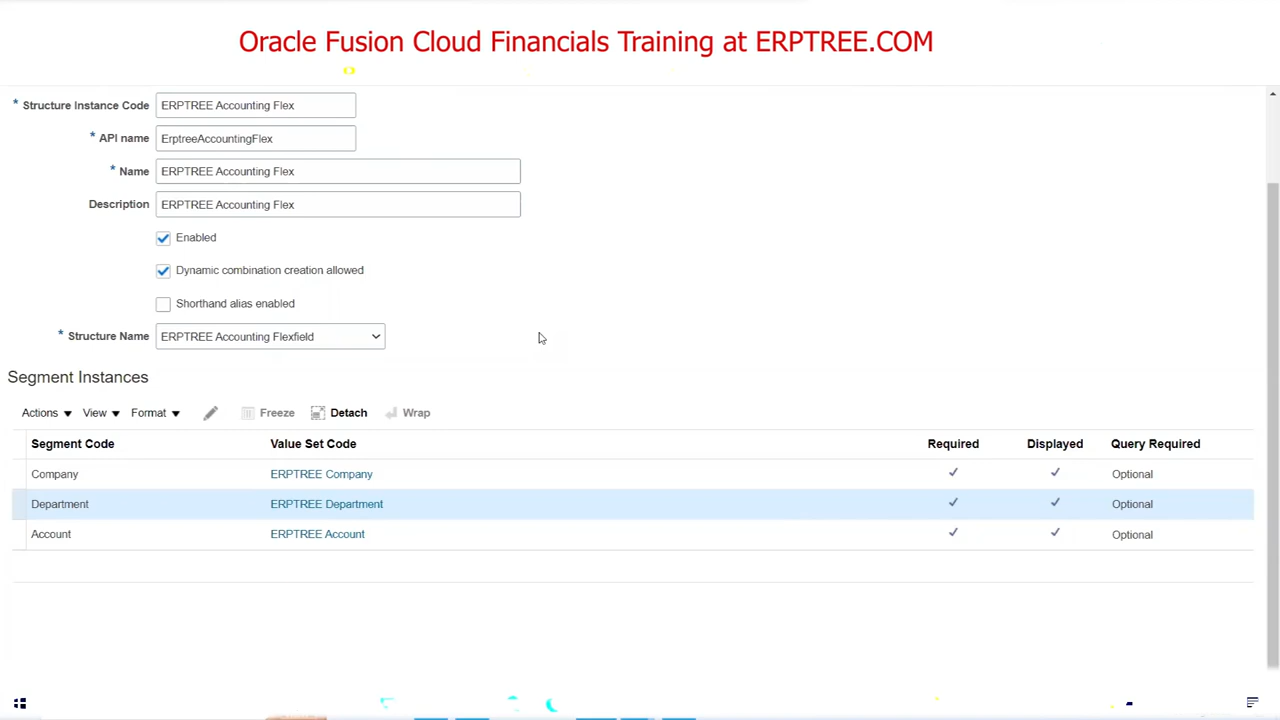 Oracle Fusion Cloud Financials Training at ERPTREE.COM
* Structure Instance Code ERPTREE Accounting Flex
* API name ErptreeAccountingFlex
* Name ERPTREE Accounting Flex
Description ERPTREE Accounting Flex
Enabled
Dynamic combination creation allowed
Shorthand alias enabled
* Structure Name ERPTREE Accounting Flexfield
Segment Instances
Actions View Format Freeze Detach Wrap
Segment Code Value Set Code Required Displayed Query Required
Company ERPTREE Company Optional
Department ERPTREE Department Optional
Account ERPTREE Account Optional